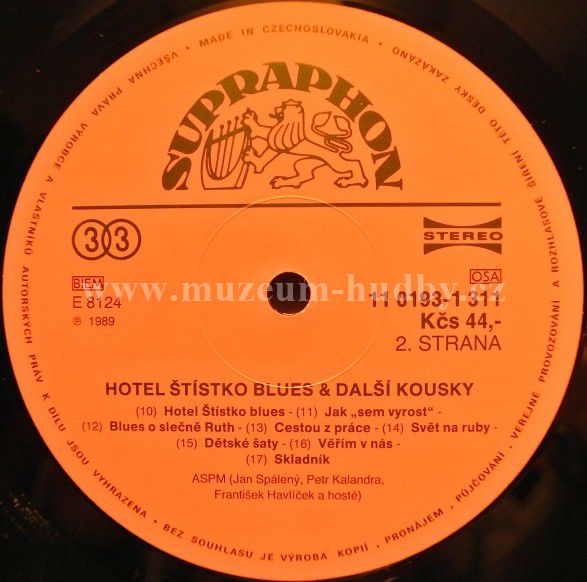 VŠECHNA PRÁVA VÝROBCE A VLASTNÍKŮ AUTORSKÝCH PRÁV K DÍLU JSOU VYHRAZENA • BEZ SOUHLASU JE VÝROBA KOPIÍ, PRONÁJEM, PŮJČOVÁNÍ, VEŘEJNÉ PROVOZOVÁNÍ A ROZHLASOVÉ ŠÍŘENÍ TÉTO DESKY ZAKÁZÁNO • MADE IN CZECHOSLOVAKIA •
SUPRAPHON
33
STEREO
BIEM
OSA
E 8124
11 0193-1 311
www.muzeum-hudby.cz
℗ 1989
Kčs 44,-
2. STRANA
HOTEL ŠTÍSTKO BLUES & DALŠÍ KOUSKY
(10) Hotel Štístko blues - (11) Jak „sem vyrost" -
(12) Blues o slečně Ruth - (13) Cestou z práce - (14) Svět na ruby -
(15) Dětské šaty - (16) Věřím v nás -
(17) Skladník
ASPM (Jan Spálený, Petr Kalandra,
František Havlíček a hosté)